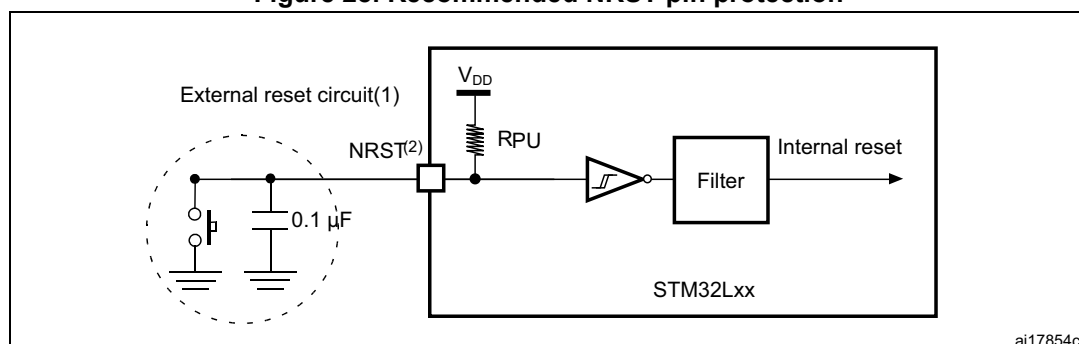 Figure 26. Recommended NRST pin protection
External reset circuit(1)
VDD
NRST(2)
RPU
Filter
Internal reset
0.1 µF
STM32Lxx
ai17854c